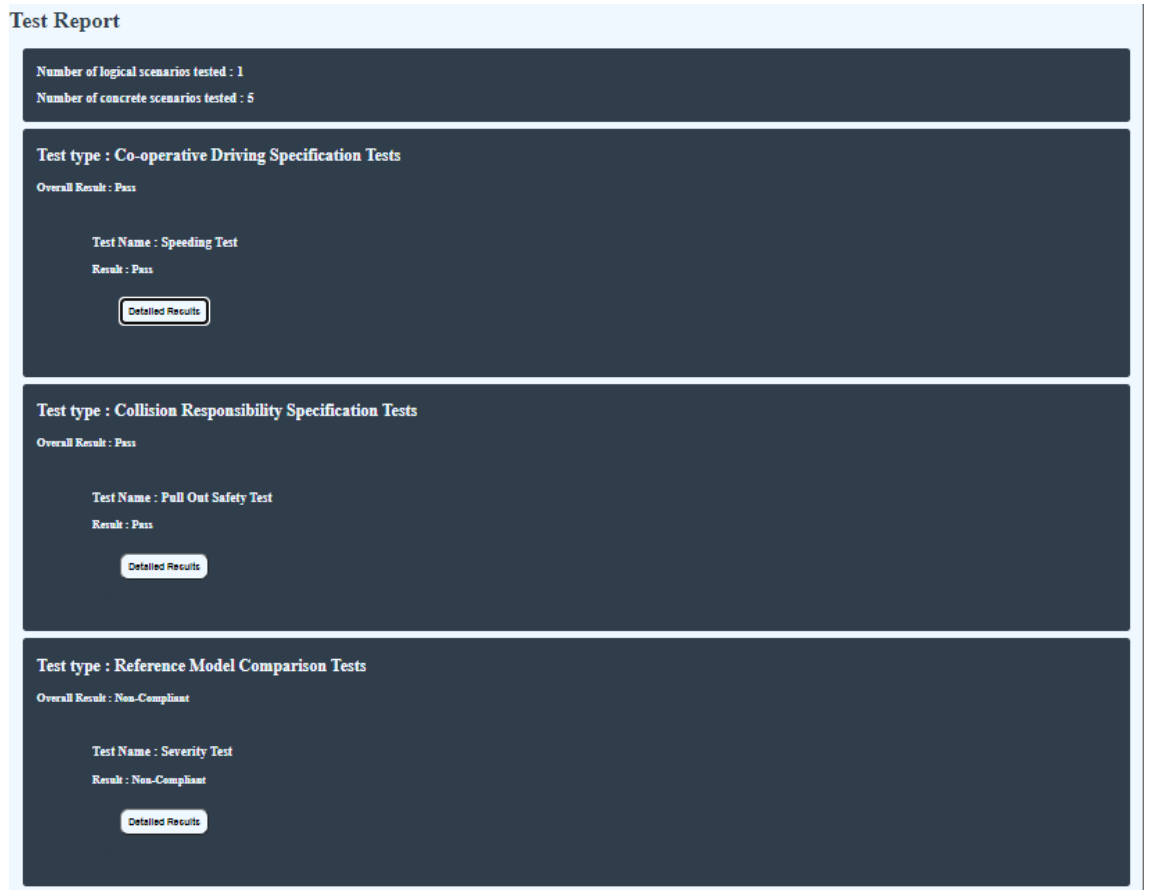 Test Report
Number of logical scenarios tested : 1
Number of concrete scenarios tested : 5
Test type : Co-operative Driving Specification Tests
Overall Result : Pass
Test Name : Speeding Test
Result : Pass
Detailed Results
Test type : Collision Responsibility Specification Tests
Overall Result : Pass
Test Name : Pull Out Safety Test
Result : Pass
Detailed Results
Test type : Reference Model Comparison Tests
Overall Result : Non-Compliant
Test Name : Severity Test
Result : Non-Compliant
Detailed Results